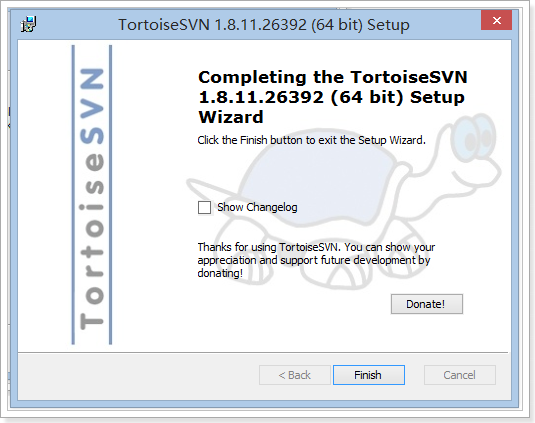 TortoiseSVN 1.8.11.26392 (64 bit) Setup
TortoiseSVN
Completing the TortoiseSVN
1.8.11.26392 (64 bit) Setup
Wizard
Click the Finish button to exit the Setup Wizard.
Show Changelog
Thanks for using TortoiseSVN. You can show your
appreciation and support future development by
donating!
Donate!
< Back
Finish
Cancel